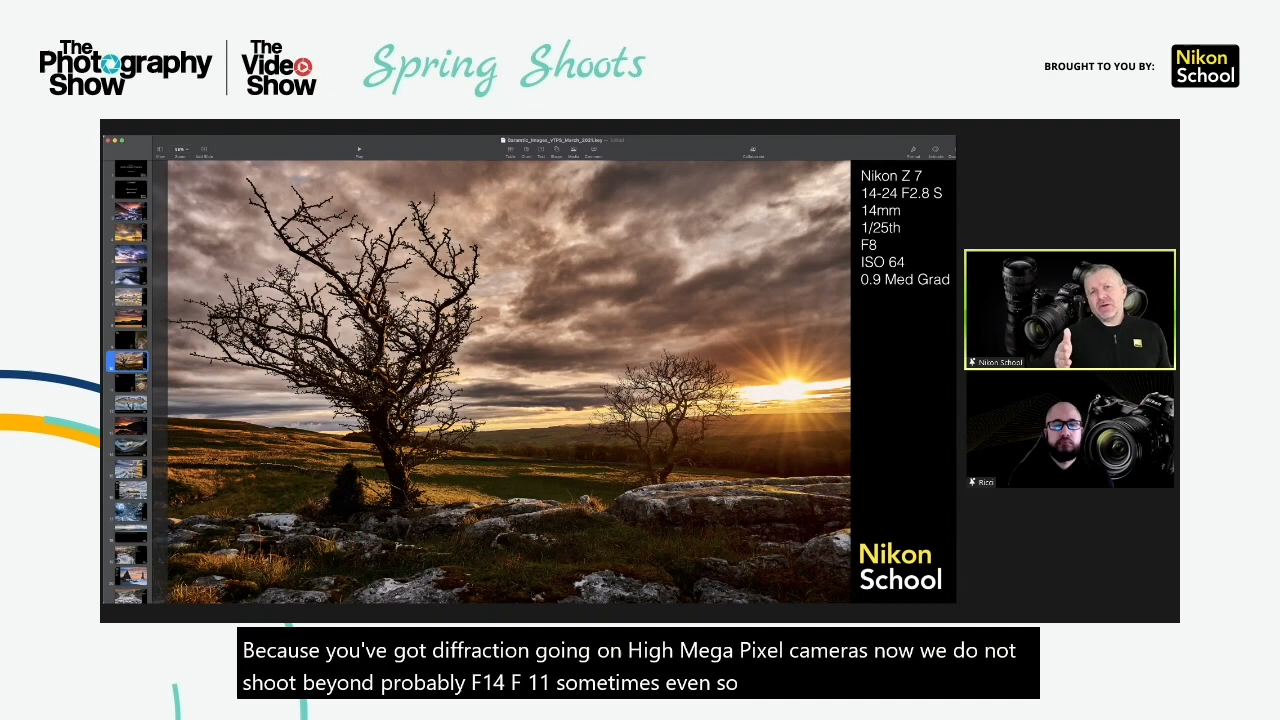 The
Photography
Show
The
Video
Show
Spring Shoots
BROUGHT TO YOU BY:
Nikon
School
Nikon Z 7
14-24 F2.8 S
14mm
1/25th
F8
ISO 64
0.9 Med Grad
Nikon School
Ricci
Nikon
School
Because you've got diffraction going on High Mega Pixel cameras now we do not
shoot beyond probably F14 F 11 sometimes even so